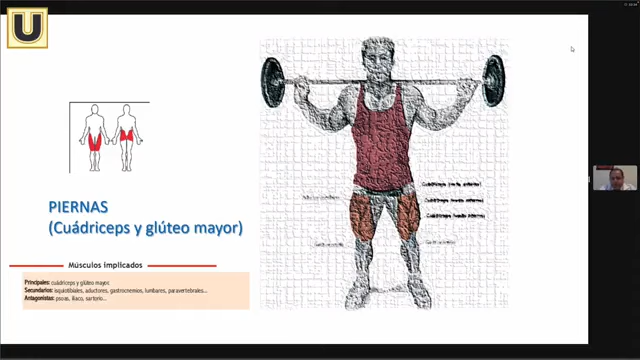 U
PIERNAS
(Cuádriceps y glúteo mayor)
Músculos implicados
Principales: cuádriceps y glúteo mayor.
Secundarios: isquiotibiales, aductores, gastrocnemios, lumbares, paravertebrales...
Antagonistas: psoas, ilíaco, sartorio...
Cuádriceps (recto anterior)
Cuádriceps (vasto externo)
Cuádriceps (vasto interno)